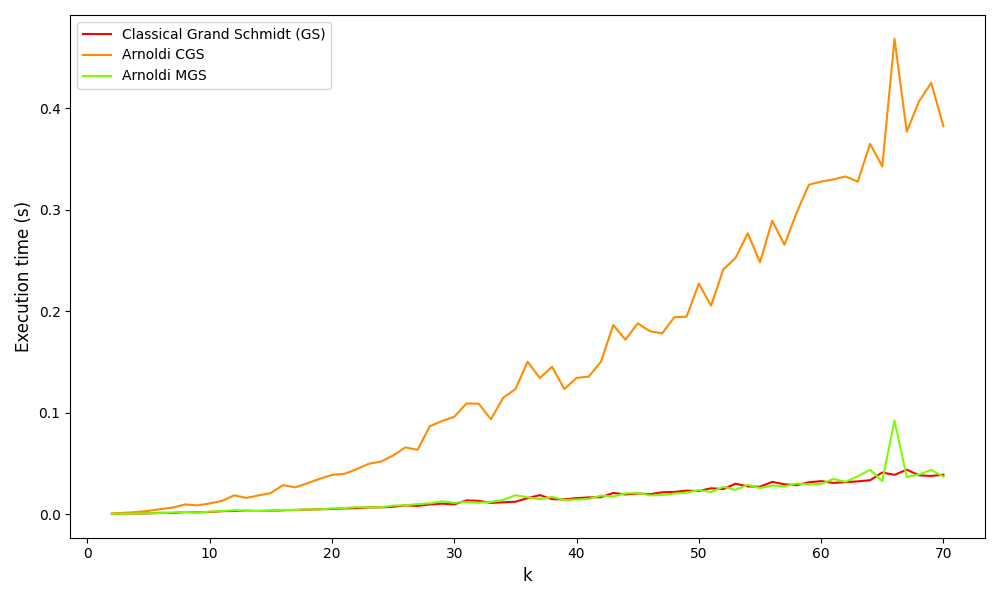 Classical Grand Schmidt (GS)
Arnoldi CGS
Arnoldi MGS
Execution time (s)
0.4
0.3
0.2
0.1
0.0
0 10 20 30 40 50 60 70
k